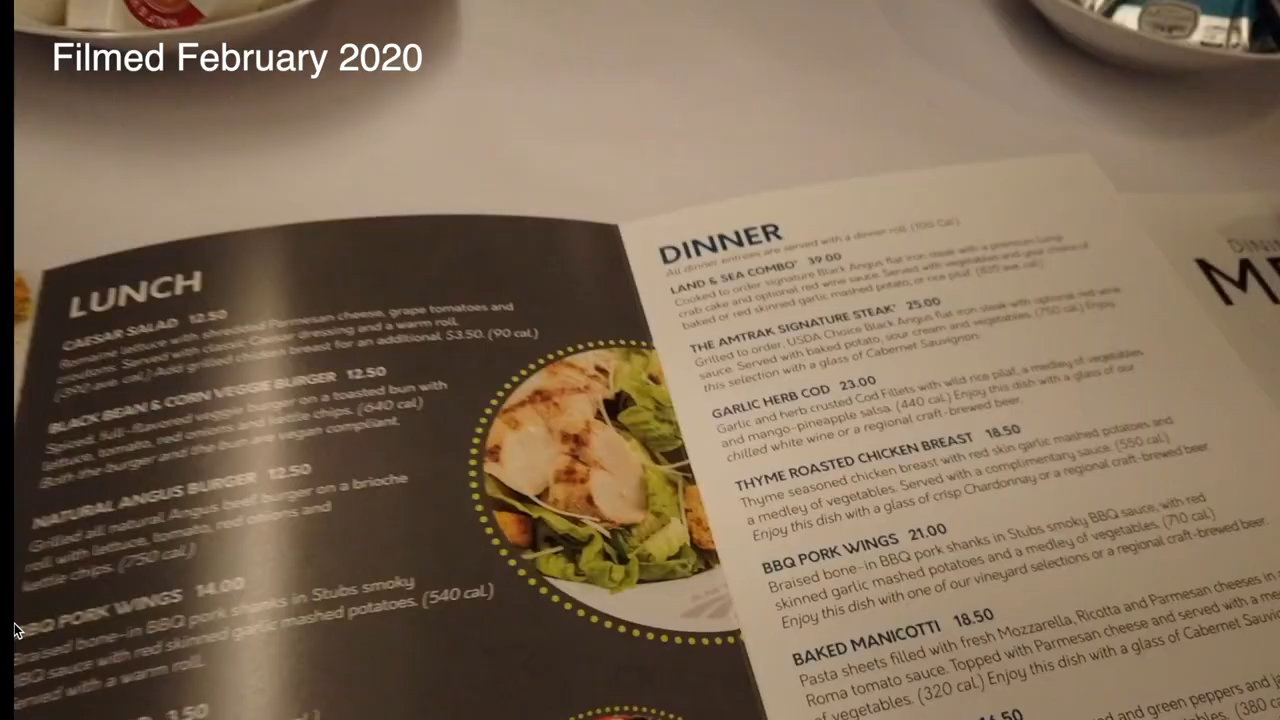 Filmed February 2020
LUNCH
CAESAR SALAD 12.50
Romaine lettuce with shredded Parmesan cheese, grape tomatoes and
croutons. Served with Caesar dressing and a warm roll.
Add grilled chicken breast for an additional $3.50. (90 cal.)
BLACK BEAN & CORN VEGGIE BURGER 12.50
burger on a toasted bun with
lettuce, tomato, red onion and kettle chips. (640 cal.)
Both the burger and the bun are vegan compliant.
NATURAL ANGUS BURGER 12.50
Grilled all natural Angus beef burger on a brioche
roll with lettuce, tomato, red onions and
kettle chips. (750 cal.)
BBQ PORK WINGS 14.00
Braised bone-in BBQ pork shanks in Stubs smoky
BBQ sauce with red skinned garlic mashed potatoes. (540 cal.)
Served with a warm roll.
3.50
DINNER
All dinner entrées are served with a dinner roll. (100 Cal.)
LAND & SEA COMBO* 39.00
Cooked to order signature Black Angus flat iron steak with a premium lump
crab cake and optional red wine sauce. Served with vegetables and your choice of
baked or red skinned garlic mashed potato, or rice pilaf.
THE AMTRAK SIGNATURE STEAK* 25.00
Grilled to order, USDA Choice Black Angus flat iron steak with optional red wine
sauce. Served with baked potato, sour cream and vegetables. (750 cal.) Enjoy
this selection with a glass of Cabernet Sauvignon.
GARLIC HERB COD 23.00
Garlic and herb crusted Cod Fillets with wild rice pilaf, a medley of vegetables
and mango-pineapple salsa. (440 cal.) Enjoy this dish with a glass of our
chilled white wine or a regional craft-brewed beer.
THYME ROASTED CHICKEN BREAST 18.50
Thyme seasoned chicken breast with red skin garlic mashed potatoes and
a medley of vegetables. Served with a complimentary sauce. (550 cal.)
Enjoy this dish with a glass of crisp Chardonnay or a regional craft-brewed beer.
BBQ PORK WINGS 21.00
Braised bone-in BBQ pork shanks in Stubs smoky BBQ sauce, with red
skinned garlic mashed potatoes and a medley of vegetables. (710 cal.)
Enjoy this dish with one of our vineyard selections or a regional craft-brewed beer.
BAKED MANICOTTI 18.50
Pasta sheets filled with fresh Mozzarella, Ricotta and Parmesan cheeses in
Roma tomato sauce. Topped with Parmesan cheese and served with a
of vegetables. (320 cal.) Enjoy this dish with a glass of Cabernet
16.50
and green peppers and
(380